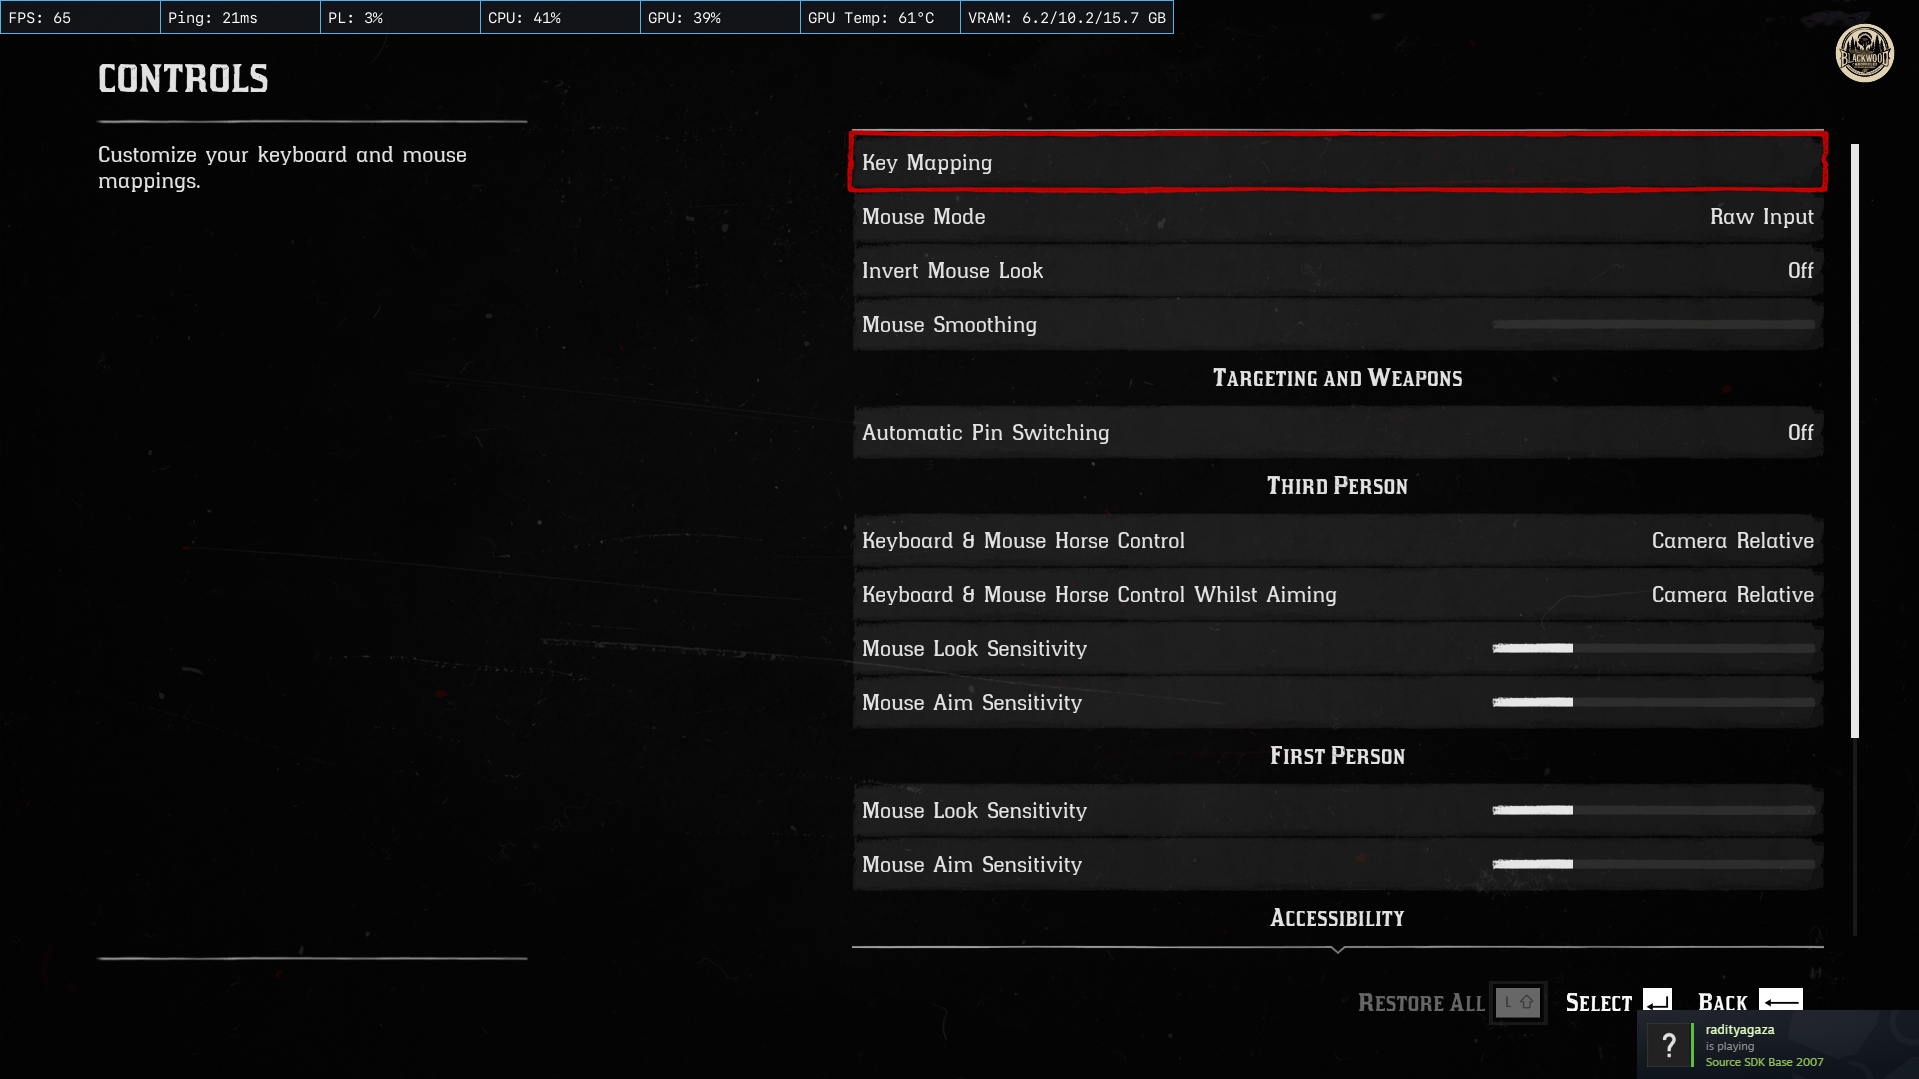 FPS: 65 Ping: 21ms PL: 3% CPU: 41% GPU: 39% GPU Temp: 61°C VRAM: 6.2/10.2/15.7 GB
BLACKWOOD
CONTROLS
Customize your keyboard and mouse
mappings.
Key Mapping
Mouse Mode Raw Input
Invert Mouse Look Off
Mouse Smoothing
TARGETING AND WEAPONS
Automatic Pin Switching Off
THIRD PERSON
Keyboard & Mouse Horse Control Camera Relative
Keyboard & Mouse Horse Control Whilst Aiming Camera Relative
Mouse Look Sensitivity
Mouse Aim Sensitivity
FIRST PERSON
Mouse Look Sensitivity
Mouse Aim Sensitivity
ACCESSIBILITY
RESTORE ALL L SELECT BACK
radityagaza
is playing
Source SDK Base 2007